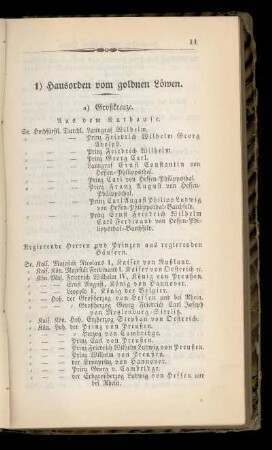 11
1) Hausorden vom goldnen Löwen.
a) Großkreuze.
Aus dem Kurhause.
Se. Hochfürstl. Durchl. Landgraf Wilhelm.
" — — Prinz Friedrich Wilhelm Georg
Adolph.
" — — Prinz Friedrich Wilhelm.
" — — Prinz Georg Carl.
" — — Landgraf Ernst Constantin von
Hessen-Philippsthal.
" — — Prinz Carl von Hessen-Philippsthal.
" — — Prinz Franz August von Hessen-
Philippsthal.
" — — Prinz Carl August Philipp Ludwig
von Hessen-Philippsthal-Barchfeld.
" — — Prinz Ernst Friedrich Wilhelm
Carl Ferdinand von Hessen-Phi-
lippsthal-Barchfeld.
Regierende Herren und Prinzen aus regierenden
Häusern.
Se. Kais. Majestät Nicolaus I, Kaiser von Rußland.
" Kais. Kön. Majestät Ferdinand I, Kaiser von Oestreich ꝛc.
" Kön. Maj. Friedrich Wilhelm IV, König von Preußen.
" — — Ernst August, König von Hannover.
" — — Leopold I, König der Belgier.
" — Hoh. der Großherzog von Hessen und bei Rhein.
" — — der Großherzog Georg Friedrich Carl Joseph
von Meklenburg-Strelitz.
" Kais. Kön. Hoh. Erzherzog Stephan von Oestreich.
" Kön. Hoh. der Prinz von Preußen.
" — — der Herzog von Cambridge.
" — — Prinz Carl von Preußen.
" — — Prinz Friedrich Wilhelm Ludwig von Preußen.
" — — Prinz Wilhelm von Preußen.
" — — der Kronprinz von Hannover.
" — — Prinz Georg v. Cambridge.
" — — der Erbgroßherzog Ludwig von Hessen und
bei Rhein.